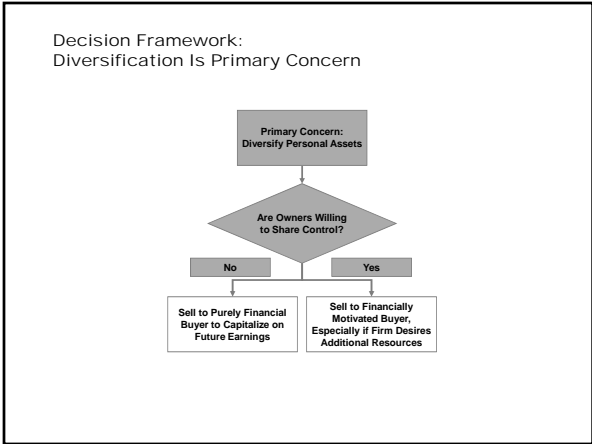 Decision Framework:
Diversification Is Primary Concern
Primary Concern:
Diversify Personal Assets
Are Owners Willing
to Share Control?
No
Yes
Sell to Purely Financial
Buyer to Capitalize on
Future Earnings
Sell to Financially
Motivated Buyer,
Especially if Firm Desires
Additional Resources